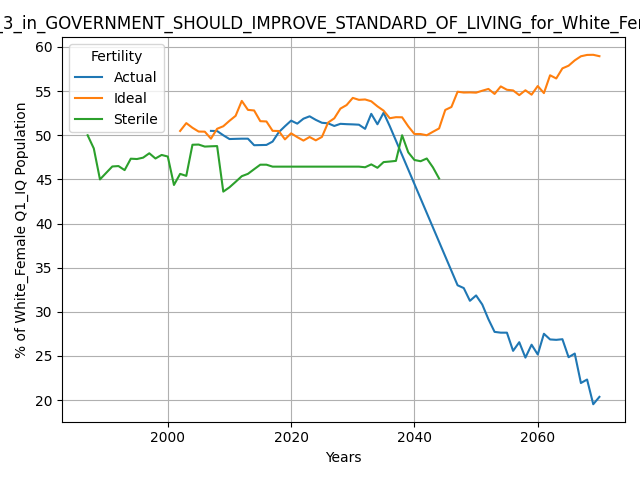 _3_in_GOVERNMENT_SHOULD_IMPROVE_STANDARD_OF_LIVING_for_White_Fem
Fertility
Actual
Ideal
Sterile
% of White_Female Q1_IQ Population
60
55
50
45
40
35
30
25
20
2000
2020
2040
2060
Years